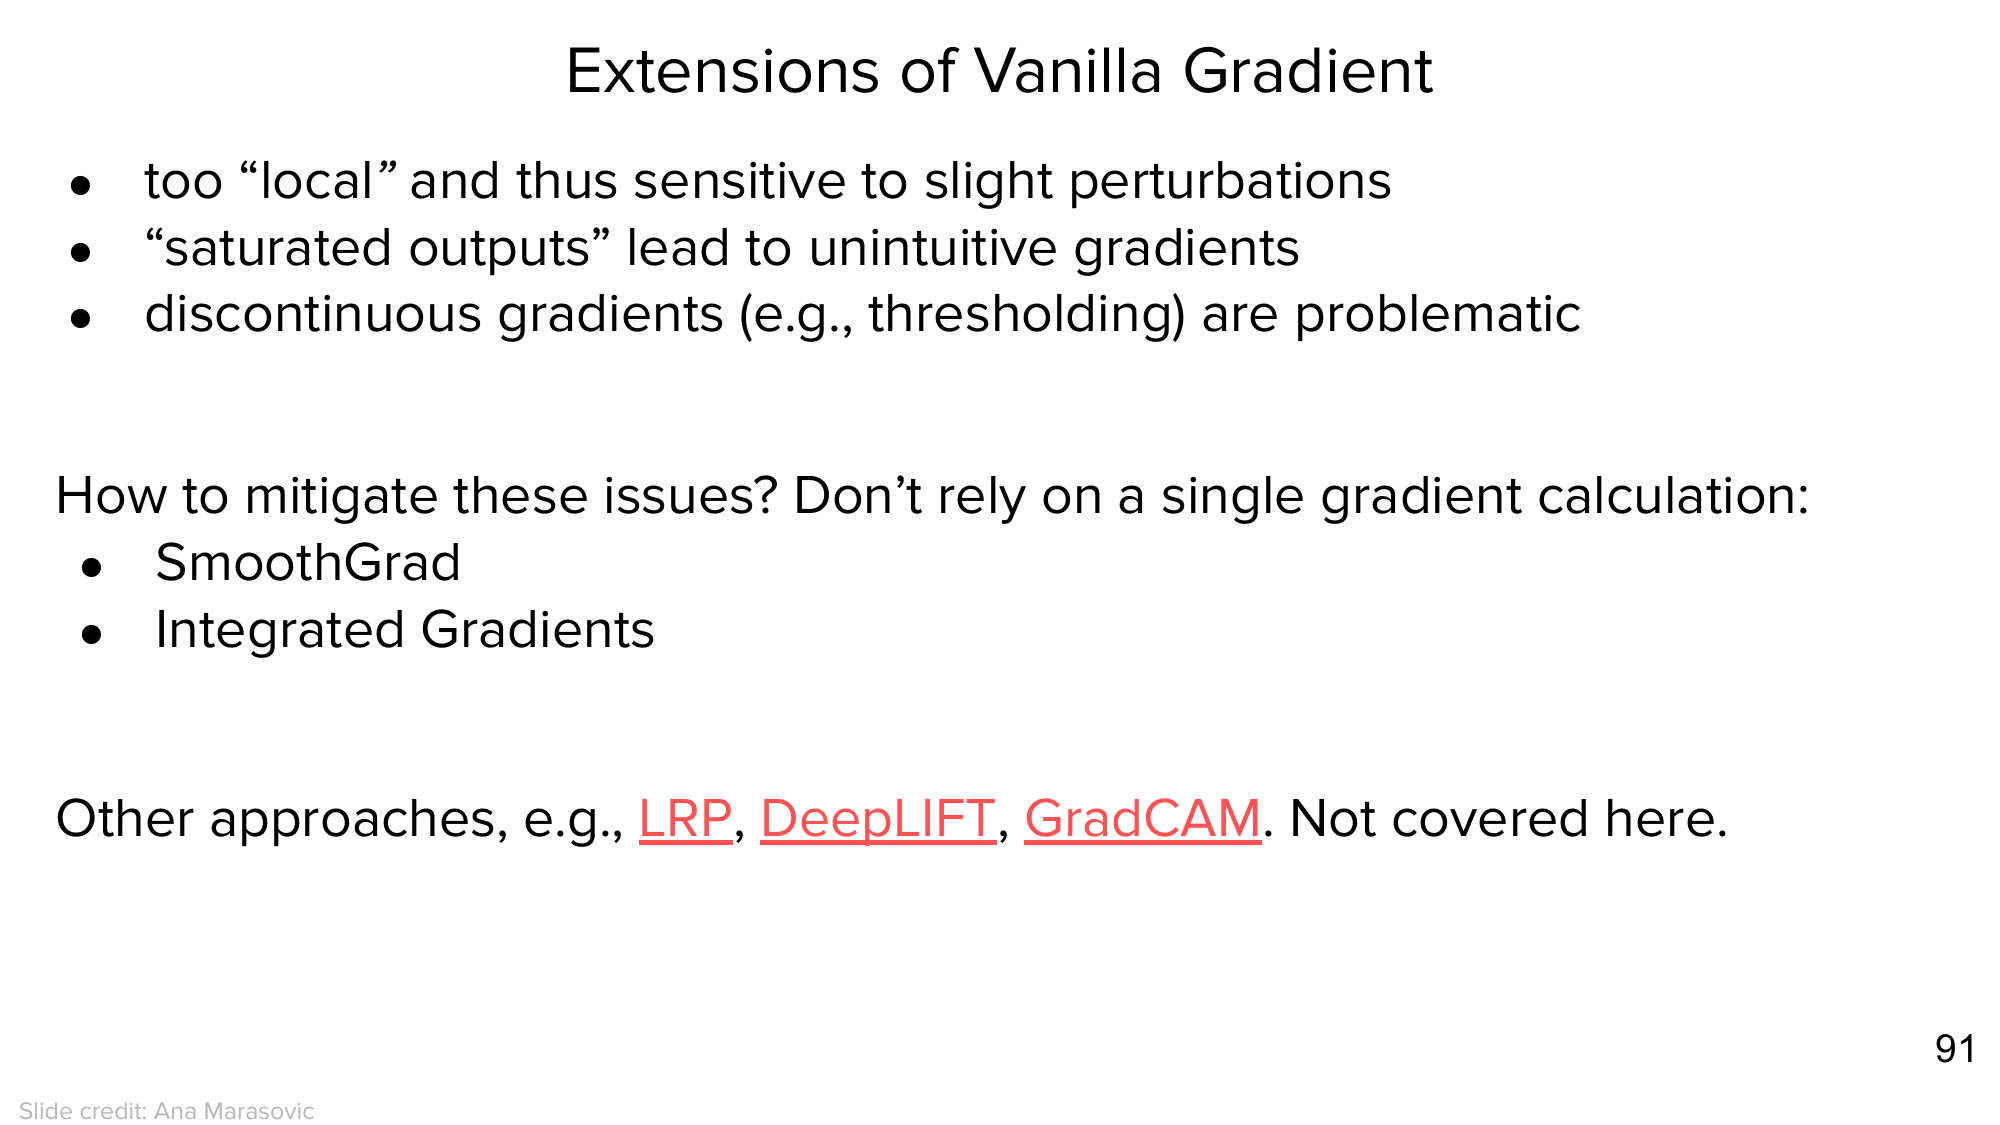 Extensions of Vanilla Gradient
● too “local” and thus sensitive to slight perturbations
● “saturated outputs” lead to unintuitive gradients
● discontinuous gradients (e.g., thresholding) are problematic
How to mitigate these issues? Don’t rely on a single gradient calculation:
● SmoothGrad
● Integrated Gradients
Other approaches, e.g., LRP, DeepLIFT, GradCAM. Not covered here.
91
Slide credit: Ana Marasovic